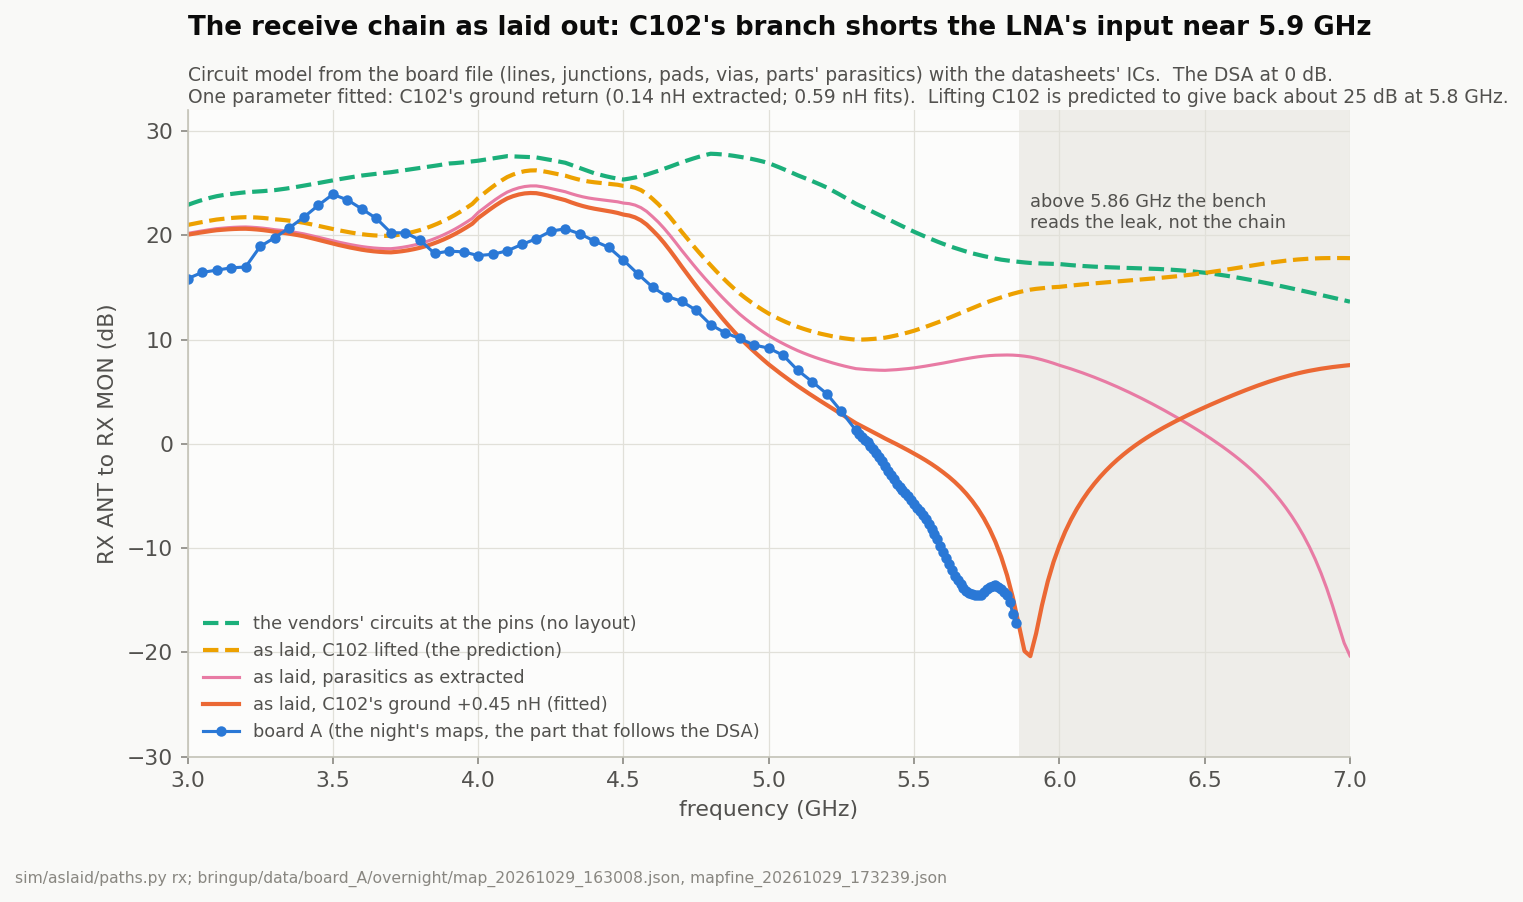 The receive chain as laid out: C102's branch shorts the LNA's input near 5.9 GHz
Circuit model from the board file (lines, junctions, pads, vias, parts' parasitics) with the datasheets' ICs.  The DSA at 0 dB.
One parameter fitted: C102's ground return (0.14 nH extracted; 0.59 nH fits).  Lifting C102 is predicted to give back about 25 dB at 5.8 GHz.
30
20
10
0
−10
−20
−30
RX ANT to RX MON (dB)
above 5.86 GHz the bench
reads the leak, not the chain
the vendors' circuits at the pins (no layout)
as laid, C102 lifted (the prediction)
as laid, parasitics as extracted
as laid, C102's ground +0.45 nH (fitted)
board A (the night's maps, the part that follows the DSA)
3.0 3.5 4.0 4.5 5.0 5.5 6.0 6.5 7.0
frequency (GHz)
sim/aslaid/paths.py rx; bringup/data/board_A/overnight/map_20261029_163008.json, mapfine_20261029_173239.json